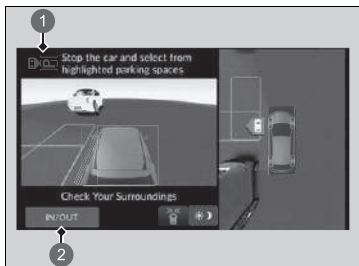 1
Stop the car and select from
highlighted parking spaces
Check Your Surroundings
IN/OUT
2